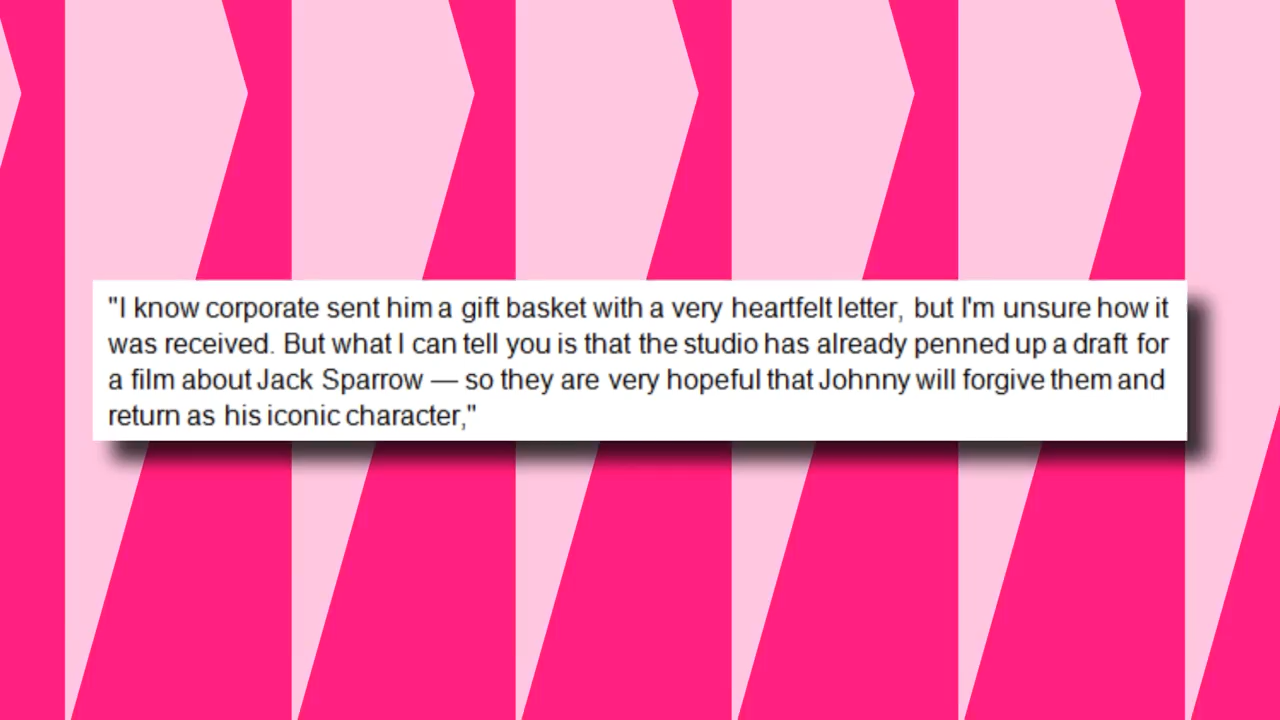 "I know corporate sent him a gift basket with a very heartfelt letter, but I'm unsure how it
was received. But what I can tell you is that the studio has already penned up a draft for
a film about Jack Sparrow — so they are very hopeful that Johnny will forgive them and
return as his iconic character,"